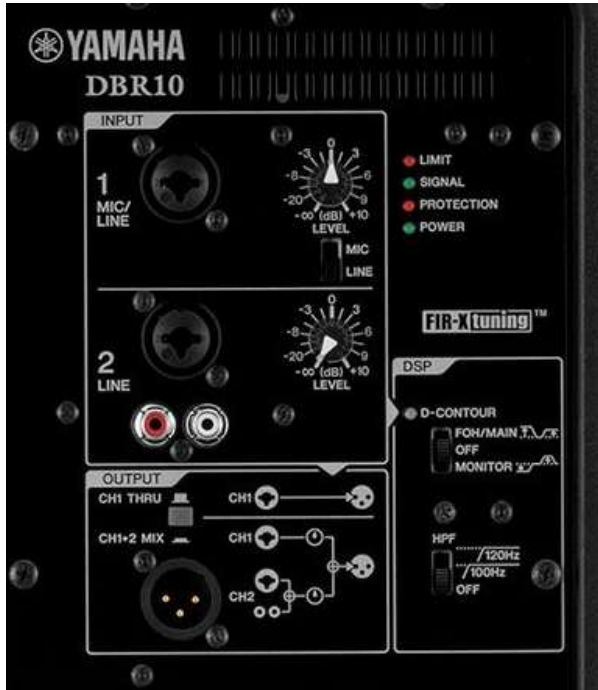 YAMAHA
DBR10
INPUT
1
MIC/
LINE
0
-3 3
-8 6
-20 9
-∞ (dB) +10
LEVEL
MIC
LINE
LIMIT
SIGNAL
PROTECTION
POWER
FIR-X tuning™
2
LINE
0
-3 3
-8 6
-20 9
-∞ (dB) +10
LEVEL
DSP
D-CONTOUR
FOH/MAIN
OFF
MONITOR
HPF
120Hz
100Hz
OFF
OUTPUT
CH1 THRU
CH1+2 MIX
CH1
CH1
CH2